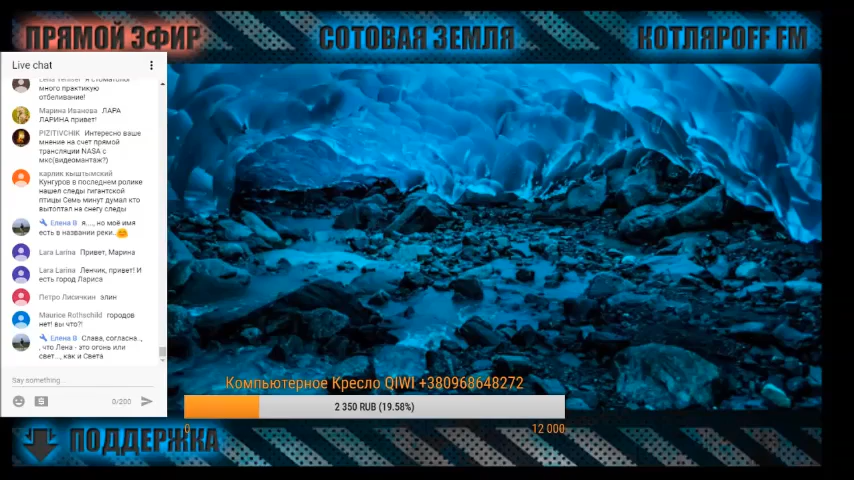 ПРЯМОЙ ЭФИР
СОТОВАЯ ЗЕМЛЯ
КОТЛЯРОFF FM
Live chat
много практикую
отбеливание!
Марина Иванова ЛАРА
ЛАРИНА привет!
PIZITIVCHIK Интересно ваше
мнение на счет прямой
трансляции NASA с
мкс(видеомантаж?)
карлик кыштымский
Кунгуров в последнем ролике
нашел следы гигантской
птицы Семь минут думал кто
вытоптал на снегу следы
Елена В я...., но моё имя
есть в названии реки..
Lara Larina Привет, Марина
Lara Larina Ленчик, привет! И
есть город Лариса
Петро Лисичкин элин
Maurice Rothschild городов
нет! вы что?!
Елена В Слава, согласна..,
, что Лена - это огонь или
свет..., как и Света
Say something...
0/200
Компьютерное Кресло QIWI +380968648272
2 350 RUB (19.58%)
0
12 000
ПОДДЕРЖКА